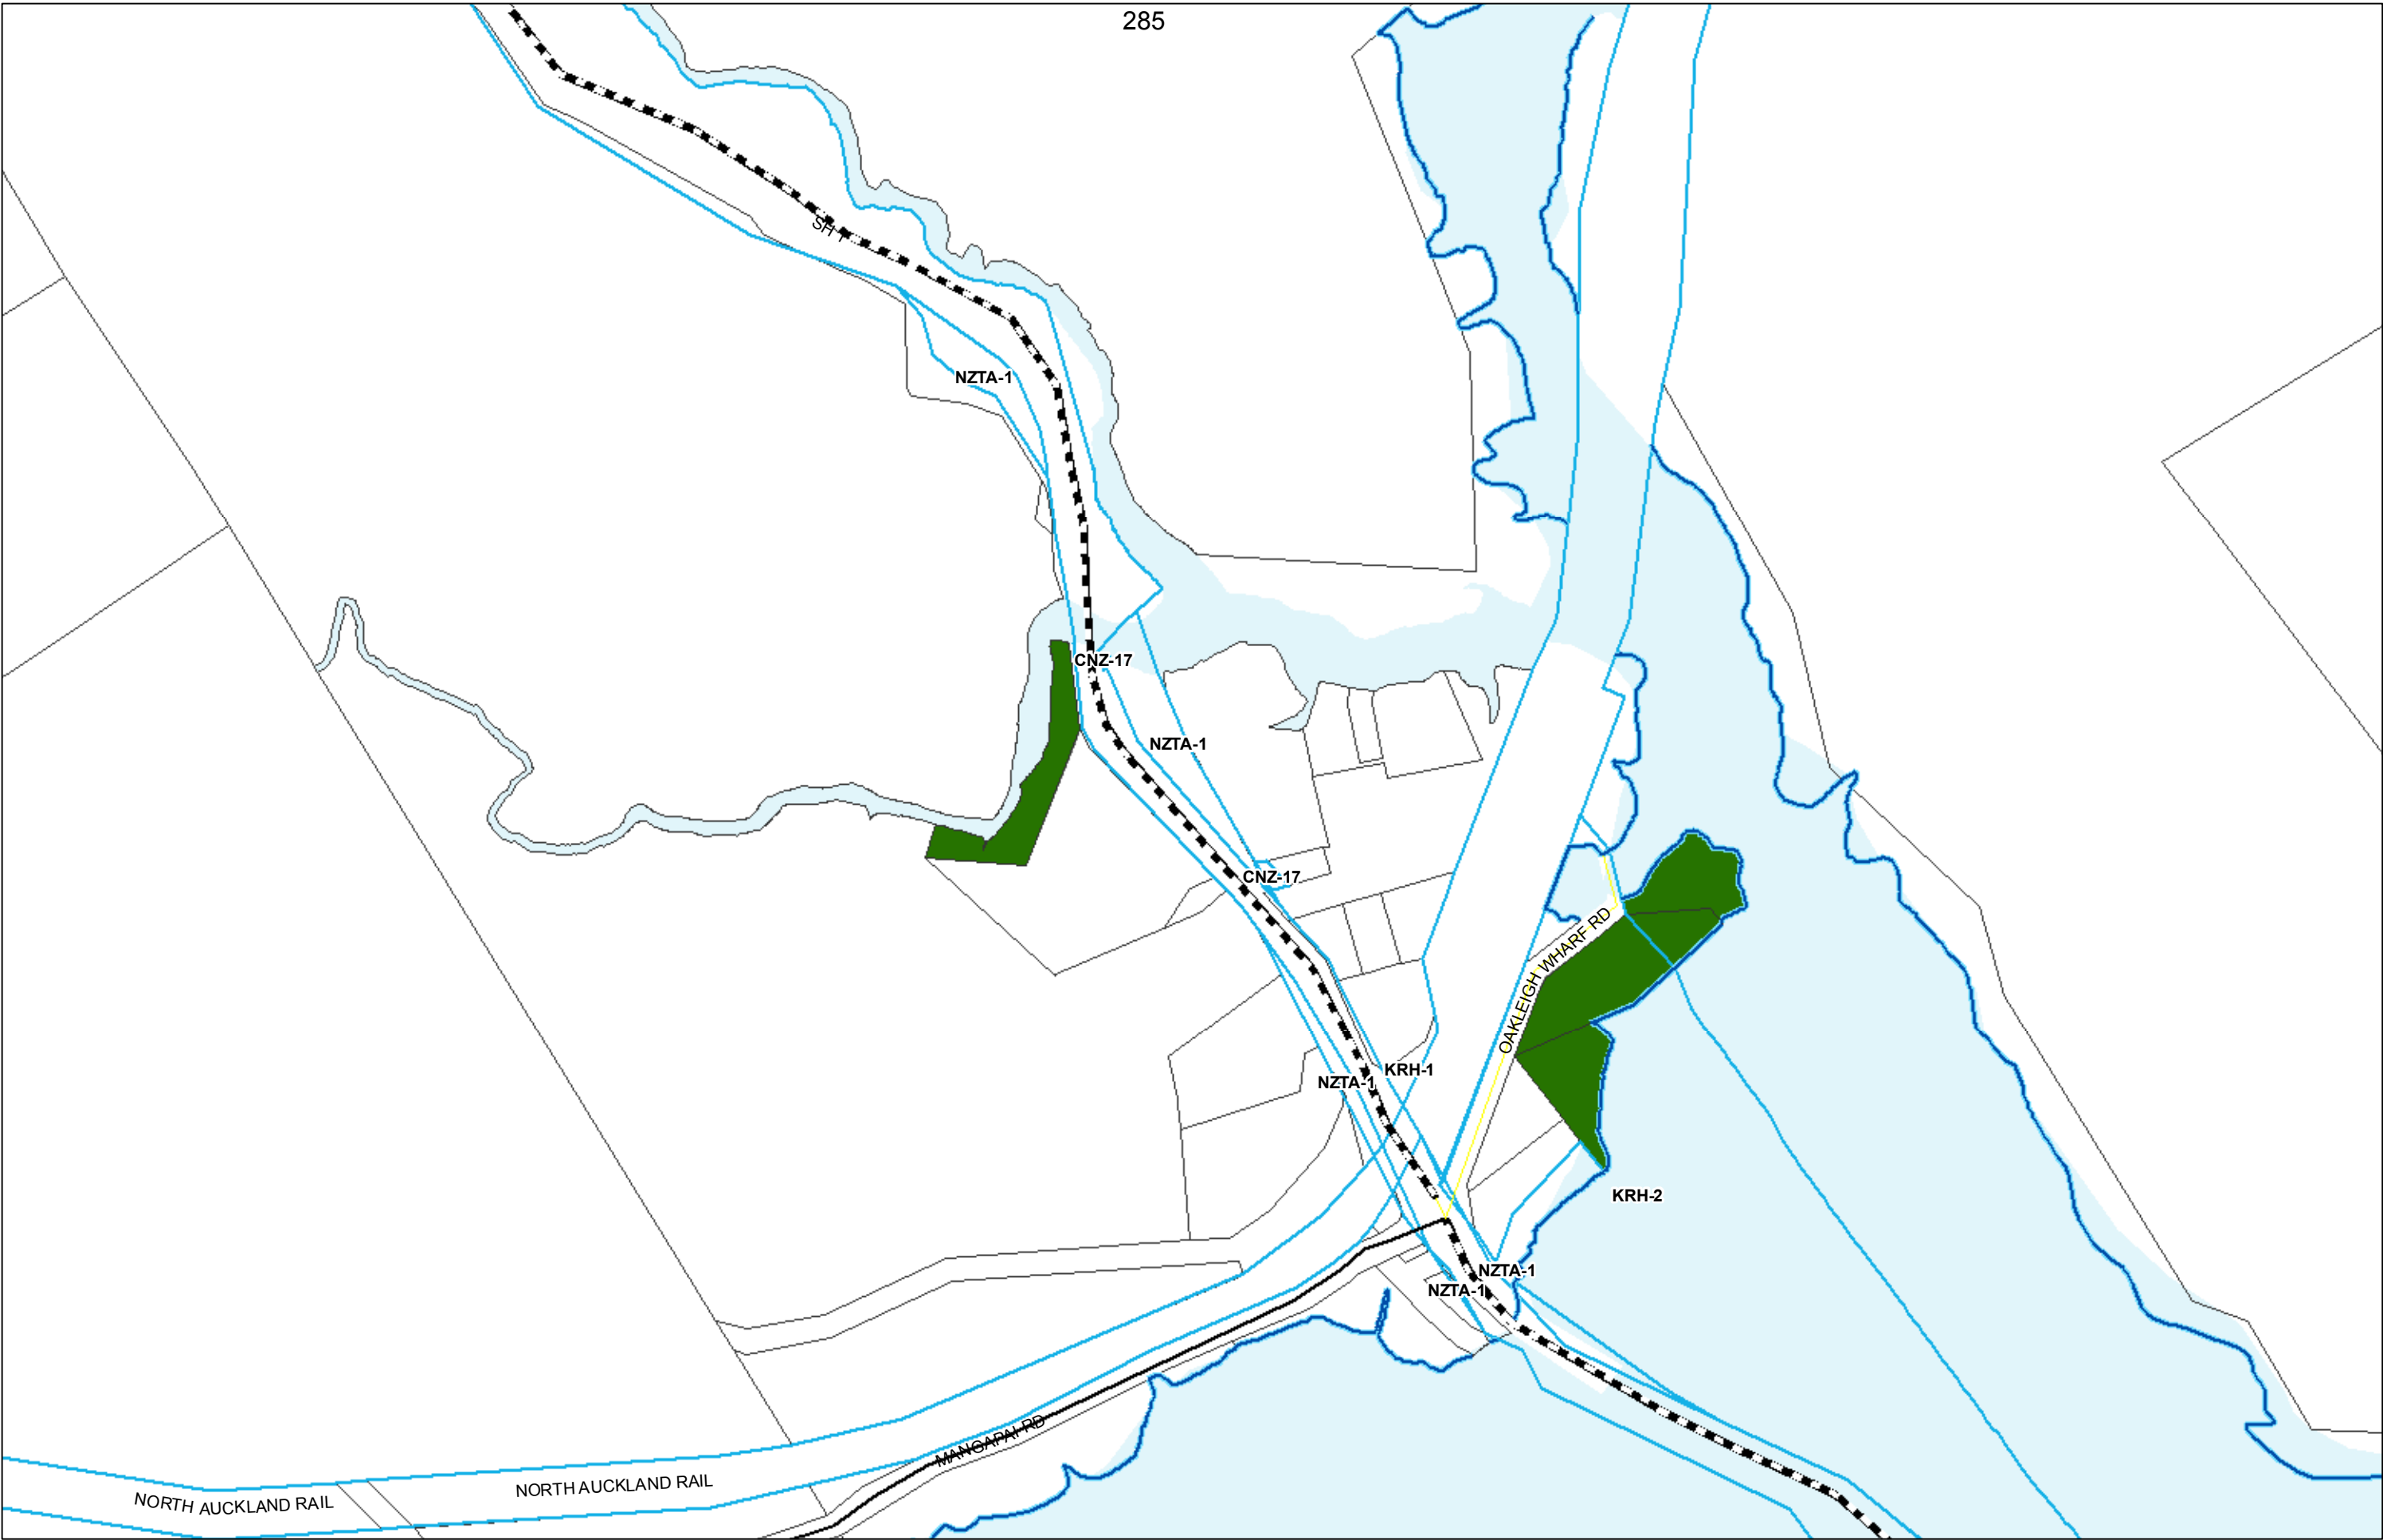 285
SH 1
NZTA-1
CNZ-17
NZTA-1
CNZ-17
OAKLEIGH WHARF RD
KRH-1
NZTA-1
KRH-2
NZTA-1
NZTA-1
MANGAPAI RD
NORTH AUCKLAND RAIL
NORTH AUCKLAND RAIL